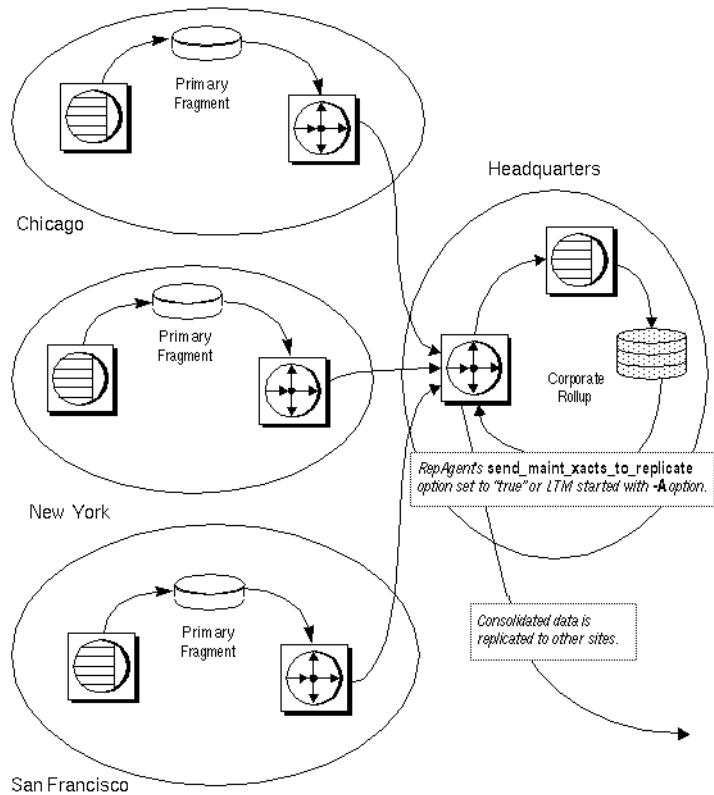 Primary
Fragment
Chicago
Headquarters
Primary
Fragment
New York
Corporate
Rollup
RepAgent's send_maint_xacts_to_replicate
option set to "true" or LTM started with -A option.
Primary
Fragment
San Francisco
Consolidated data is
replicated to other sites.